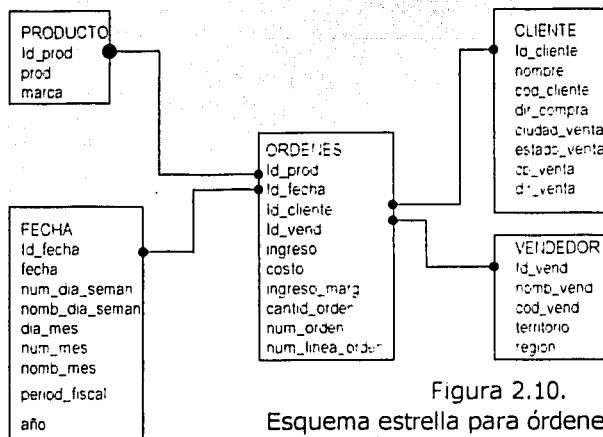 PRODUCTO
Id_prod
prod
marca
CLIENTE
Id_cliente
nombre
cod_cliente
dir_compra
ciudad_venta
estado_venta
cp_venta
dir_venta
ORDENES
Id_prod
Id_fecha
Id_cliente
Id_vend
ingreso
costo
ingreso_marg
cantid_orden
num_orden
num_linea_orden
FECHA
Id_fecha
fecha
num_dia_seman
nomb_dia_seman
dia_mes
num_mes
nomb_mes
period_fiscal
año
VENDEDOR
Id_vend
nomb_vend
cod_vend
territorio
region
Figura 2.10.
Esquema estrella para órdene